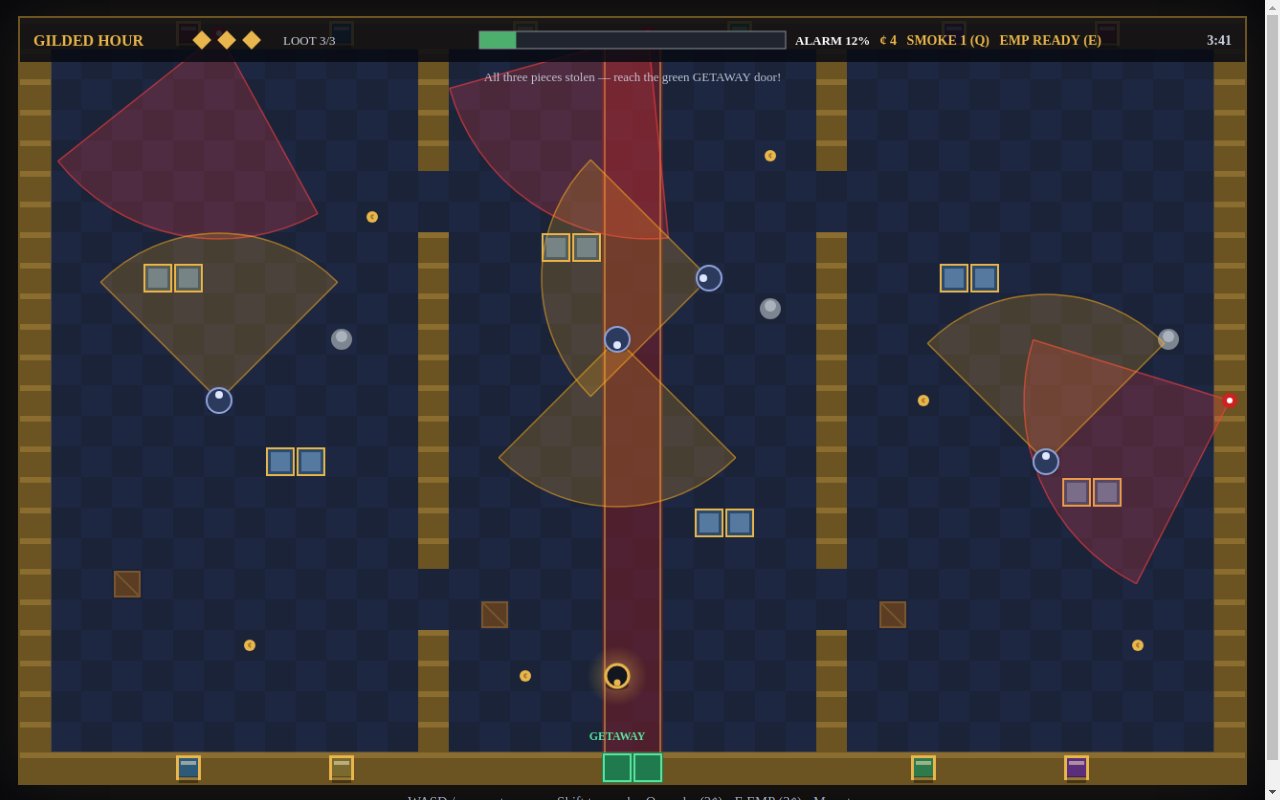 GILDED HOUR
LOOT 3/3
ALARM 12%
¢ 4 SMOKE 1 (Q) EMP READY (E)
3:41
All three pieces stolen — reach the green GETAWAY door!
GETAWAY